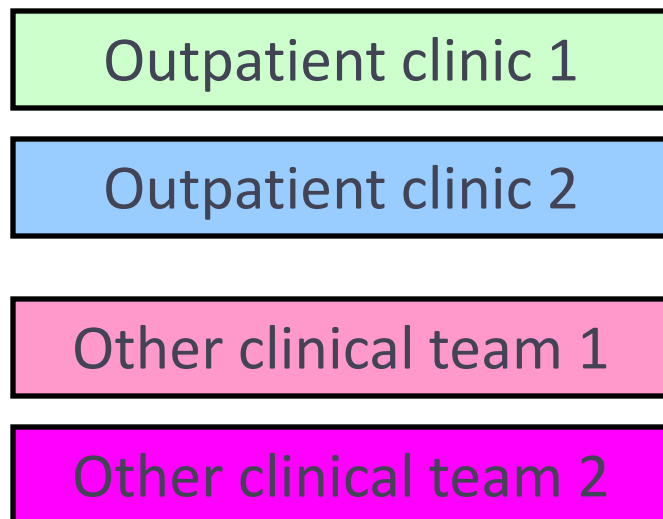 Outpatient clinic 1
Outpatient clinic 2
Other clinical team 1
Other clinical team 2